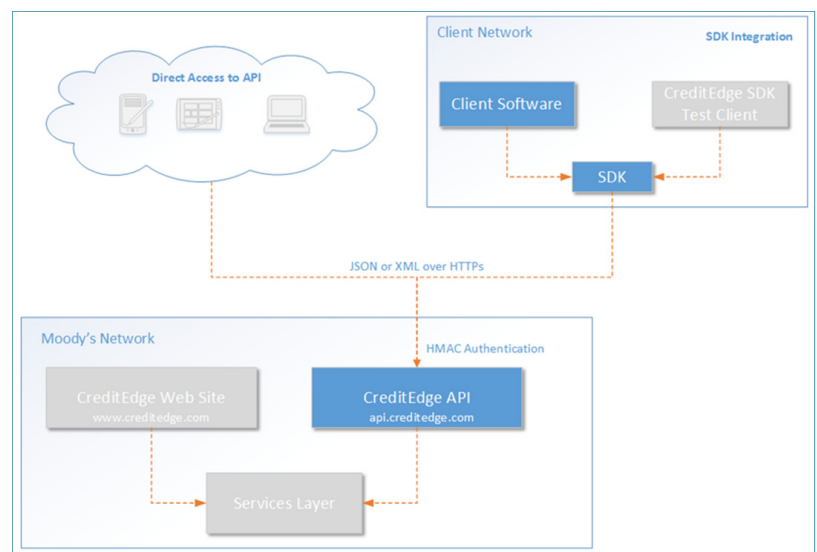 Client Network
SDK Integration
Direct Access to API
Client Software
CreditEdge SDK
Test Client
SDK
JSON or XML over HTTPs
Moody's Network
HMAC Authentication
CreditEdge Web Site
www.creditedge.com
CreditEdge API
api.creditedge.com
Services Layer